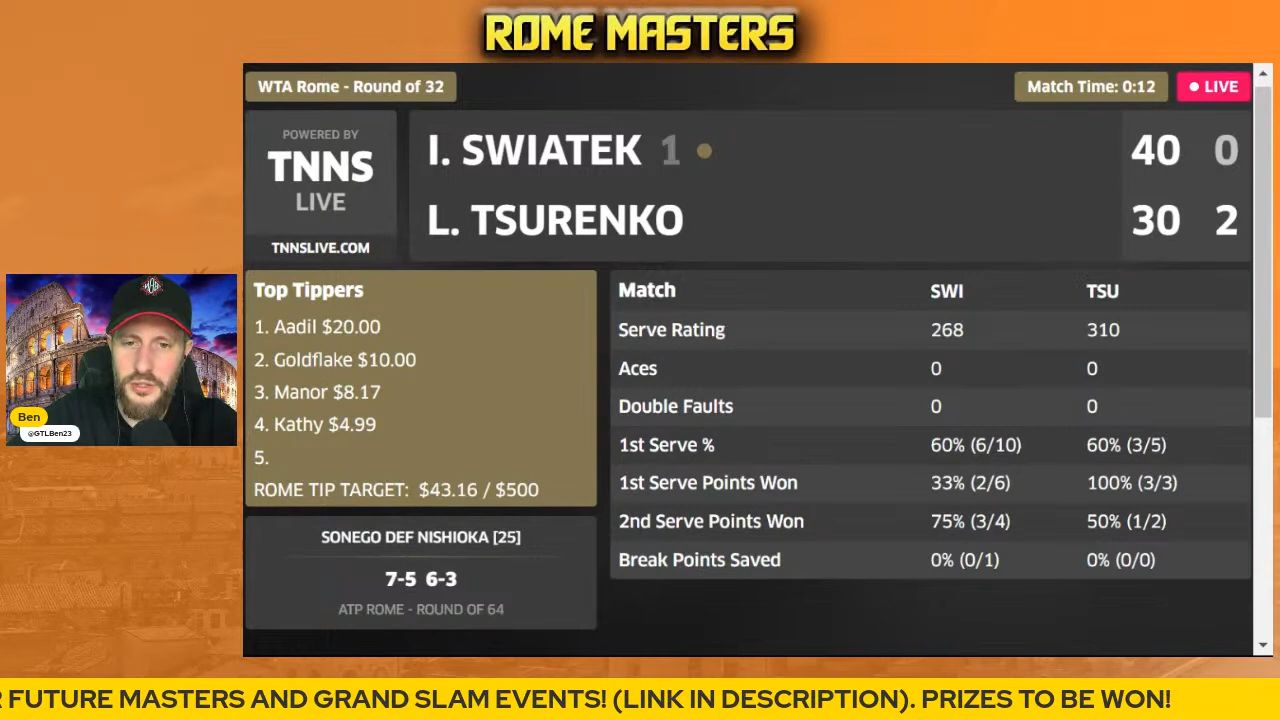 ROME MASTERS
WTA Rome - Round of 32
Match Time: 0:12
LIVE
POWERED BY
TNNS
LIVE
TNNSLIVE.COM
I. SWIATEK 1 40 0
L. TSURENKO 30 2
Top Tippers
1. Aadil $20.00
2. Goldflake $10.00
3. Manor $8.17
4. Kathy $4.99
5.
ROME TIP TARGET: $43.16 / $500
SONEGO DEF NISHIOKA [25]
7-5 6-3
ATP ROME - ROUND OF 64
Match SWI TSU
Serve Rating 268 310
Aces 0 0
Double Faults 0 0
1st Serve % 60% (6/10) 60% (3/5)
1st Serve Points Won 33% (2/6) 100% (3/3)
2nd Serve Points Won 75% (3/4) 50% (1/2)
Break Points Saved 0% (0/1) 0% (0/0)
Ben
@GTLBen23
R FUTURE MASTERS AND GRAND SLAM EVENTS! (LINK IN DESCRIPTION). PRIZES TO BE WON!